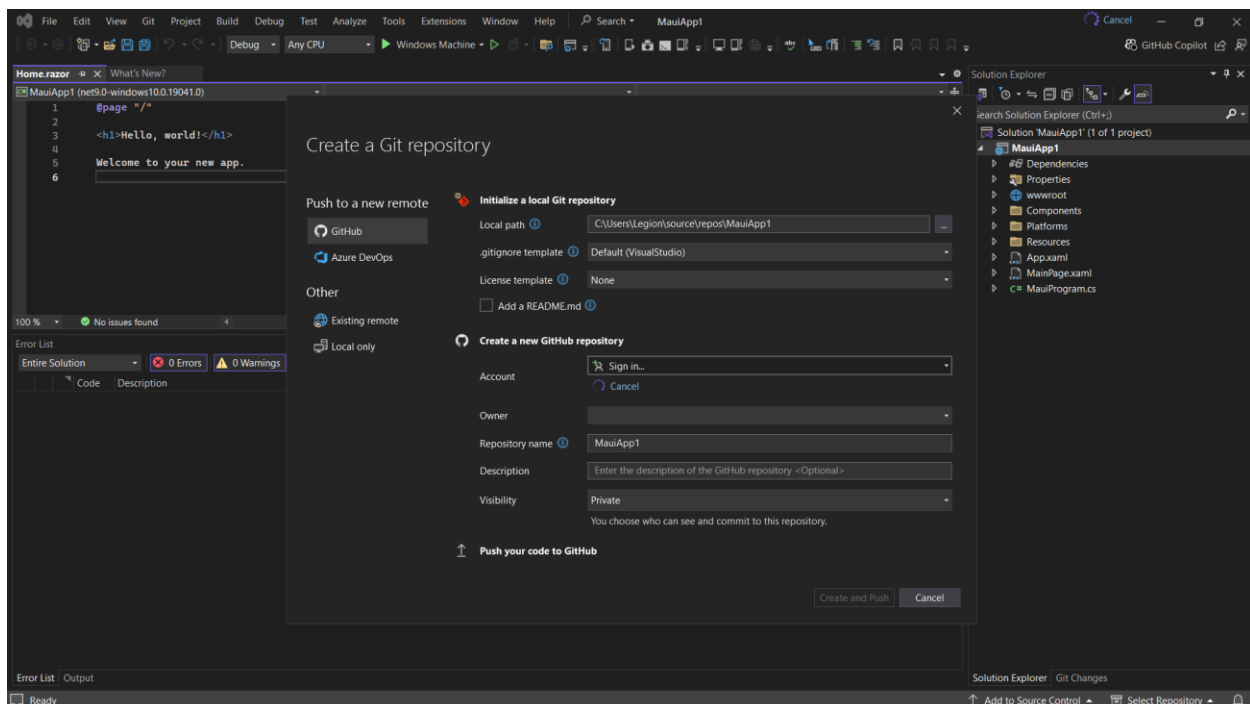 File Edit View Git Project Build Debug Test Analyze Tools Extensions Window Help Search MauiApp1 Cancel
Debug Any CPU Windows Machine GitHub Copilot
Home.razor What's New?
MauiApp1 (net9.0-windows10.0.19041.0)
1 @page "/"
2
3 <h1>Hello, world!</h1>
4
5 Welcome to your new app.
6
100 % No issues found
Error List
Entire Solution 0 Errors 0 Warnings
Code Description
Error List Output
Create a Git repository
Push to a new remote
GitHub
Azure DevOps
Other
Existing remote
Local only
Initialize a local Git repository
Local path C:\Users\Legion\source\repos\MauiApp1 ...
.gitignore template Default (VisualStudio)
License template None
Add a README.md
Create a new GitHub repository
Account Sign in...
Cancel
Owner
Repository name MauiApp1
Description Enter the description of the GitHub repository <Optional>
Visibility Private
You choose who can see and commit to this repository.
Push your code to GitHub
Create and Push Cancel
Solution Explorer
Search Solution Explorer (Ctrl+;)
Solution 'MauiApp1' (1 of 1 project)
MauiApp1
Dependencies
Properties
wwwroot
Components
Platforms
Resources
App.xaml
MainPage.xaml
C# MauiProgram.cs
Solution Explorer Git Changes
Ready Add to Source Control Select Repository